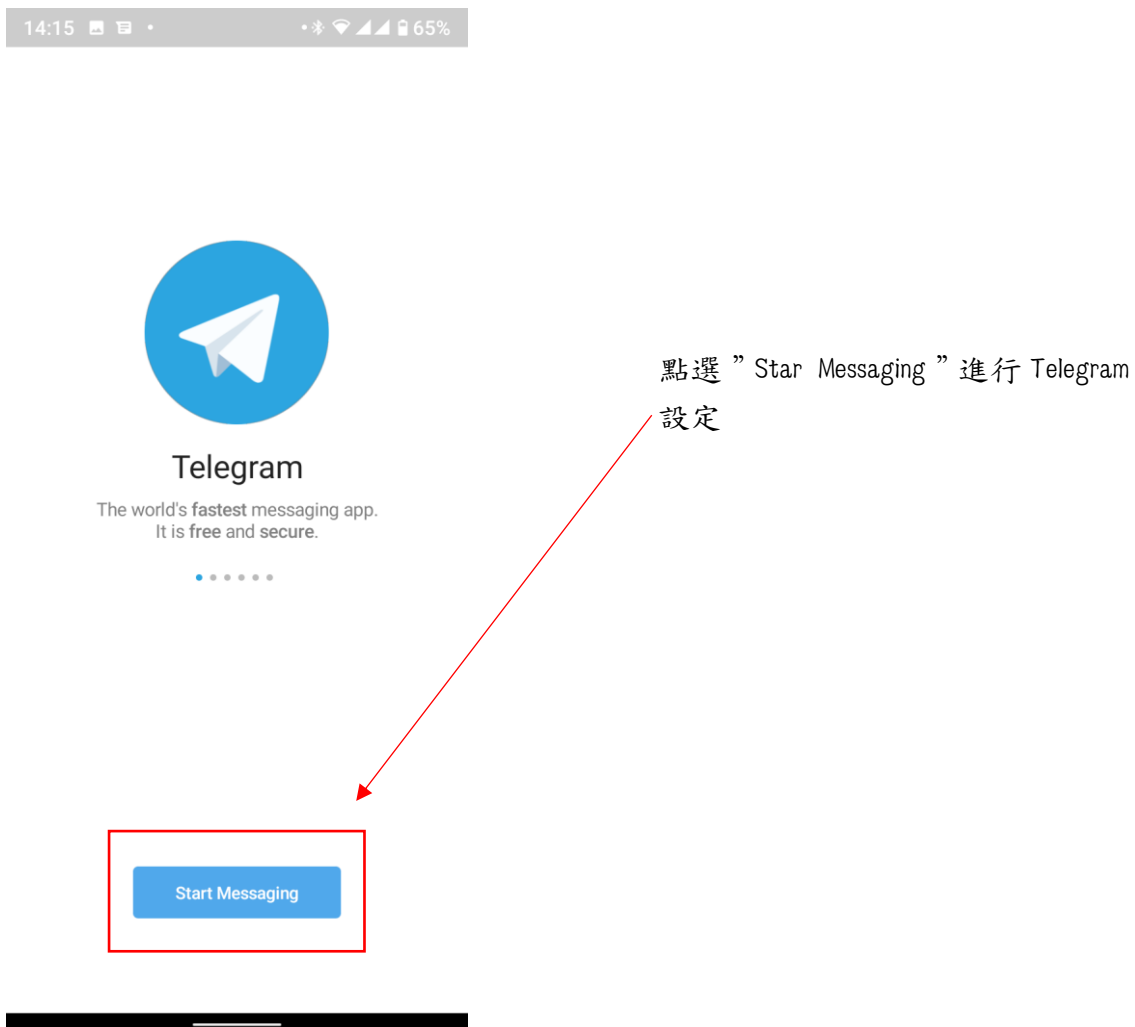 14:15
65%
Telegram
The world's fastest messaging app.
It is free and secure.
Start Messaging
點選”Star Messaging”進行 Telegram
設定